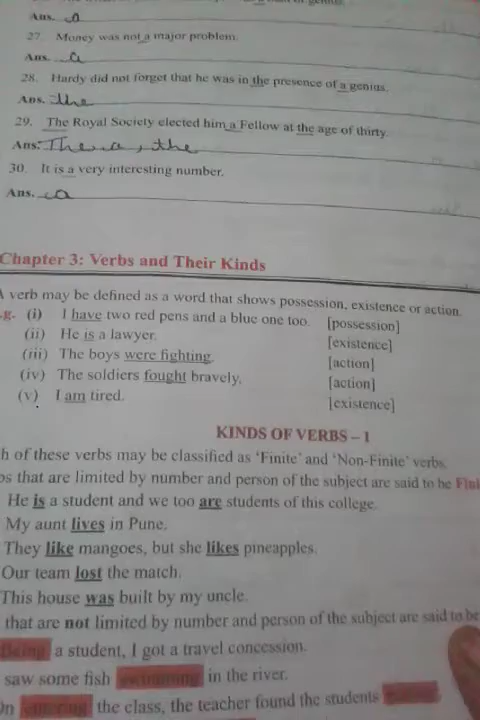 Ans. a
27. Money was not a major problem.
Ans. a
28. Hardy did not forget that he was in the presence of a genius.
Ans. the
29. The Royal Society elected him a Fellow at the age of thirty.
Ans. The, a, the
30. It is a very interesting number.
Ans. a
Chapter 3: Verbs and Their Kinds
A verb may be defined as a word that shows possession, existence or action.
.g. (i) I have two red pens and a blue one too. [possession]
(ii) He is a lawyer. [existence]
(iii) The boys were fighting. [action]
(iv) The soldiers fought bravely. [action]
(v) I am tired. [existence]
KINDS OF VERBS – 1
h of these verbs may be classified as 'Finite' and 'Non-Finite' verbs.
bs that are limited by number and person of the subject are said to be
He is a student and we too are students of this college.
My aunt lives in Pune.
They like mangoes, but she likes pineapples.
Our team lost the match.
This house was built by my uncle.
that are not limited by number and person of the subject are said to be
Being a student, I got a travel concession.
saw some fish swimming in the river.
On entering the class, the teacher found the students